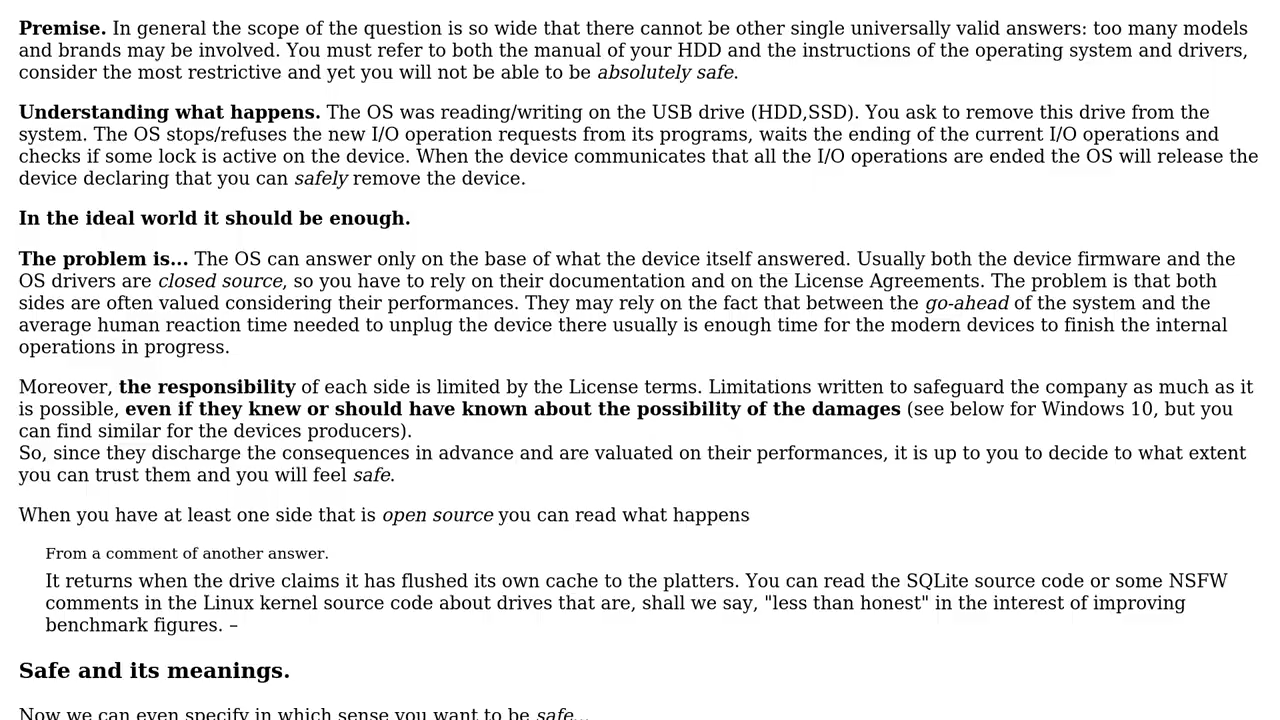 Premise. In general the scope of the question is so wide that there cannot be other single universally valid answers: too many models
and brands may be involved. You must refer to both the manual of your HDD and the instructions of the operating system and drivers,
consider the most restrictive and yet you will not be able to be absolutely safe.
Understanding what happens. The OS was reading/writing on the USB drive (HDD,SSD). You ask to remove this drive from the
system. The OS stops/refuses the new I/O operation requests from its programs, waits the ending of the current I/O operations and
checks if some lock is active on the device. When the device communicates that all the I/O operations are ended the OS will release the
device declaring that you can safely remove the device.
In the ideal world it should be enough.
The problem is... The OS can answer only on the base of what the device itself answered. Usually both the device firmware and the
OS drivers are closed source, so you have to rely on their documentation and on the License Agreements. The problem is that both
sides are often valued considering their performances. They may rely on the fact that between the go-ahead of the system and the
average human reaction time needed to unplug the device there usually is enough time for the modern devices to finish the internal
operations in progress.
Moreover, the responsibility of each side is limited by the License terms. Limitations written to safeguard the company as much as it
is possible, even if they knew or should have known about the possibility of the damages (see below for Windows 10, but you
can find similar for the devices producers).
So, since they discharge the consequences in advance and are valuated on their performances, it is up to you to decide to what extent
you can trust them and you will feel safe.
When you have at least one side that is open source you can read what happens
From a comment of another answer.
It returns when the drive claims it has flushed its own cache to the platters. You can read the SQLite source code or some NSFW
comments in the Linux kernel source code about drives that are, shall we say, "less than honest" in the interest of improving
benchmark figures. –
Safe and its meanings.
Now we can even specify in which sense you want to be safe...